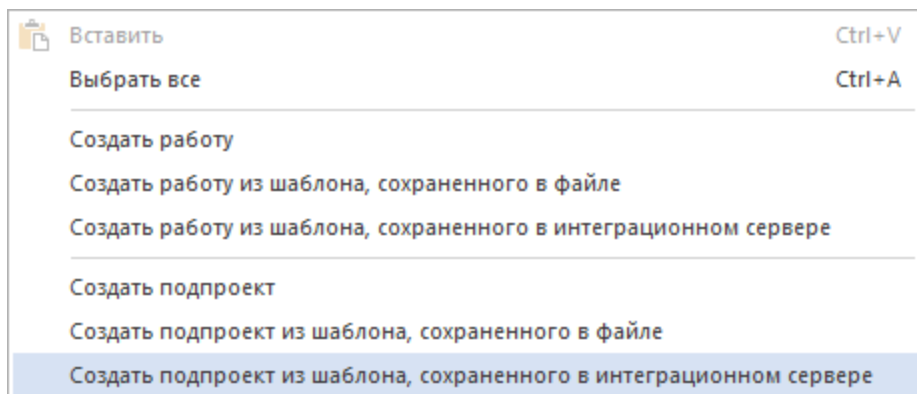 Вставить Ctrl+V
Выбрать все Ctrl+A
Создать работу
Создать работу из шаблона, сохраненного в файле
Создать работу из шаблона, сохраненного в интеграционном сервере
Создать подпроект
Создать подпроект из шаблона, сохраненного в файле
Создать подпроект из шаблона, сохраненного в интеграционном сервере